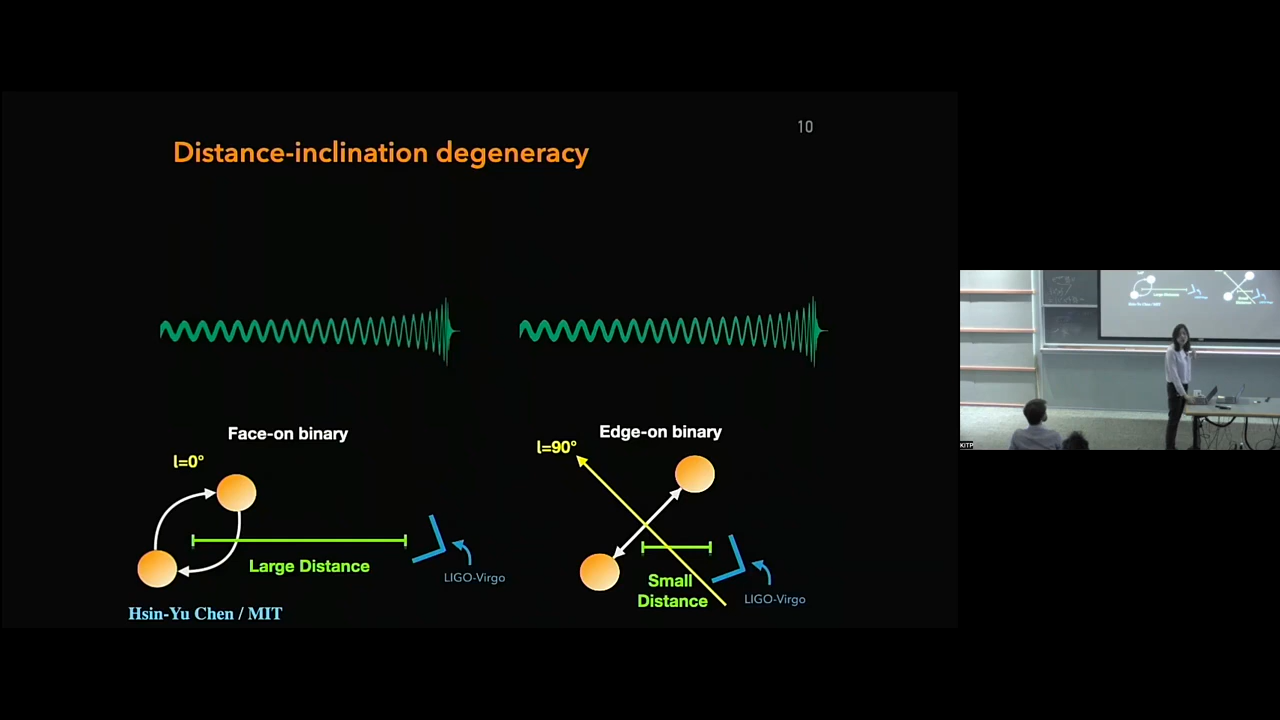 10
Distance-inclination degeneracy
Face-on binary
Edge-on binary
l=0°
l=90°
Large Distance
LIGO-Virgo
Small
Distance
LIGO-Virgo
Hsin-Yu Chen / MIT
KITP